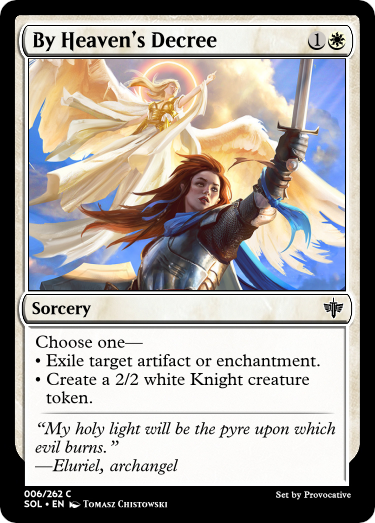 By Heaven's Decree 1
Sorcery
Choose one—
• Exile target artifact or enchantment.
• Create a 2/2 white Knight creature
token.
“My holy light will be the pyre upon which
evil burns.”
—Eluriel, archangel
006/262 C
SOL • EN Tomasz Chistowski
Set by Provocative